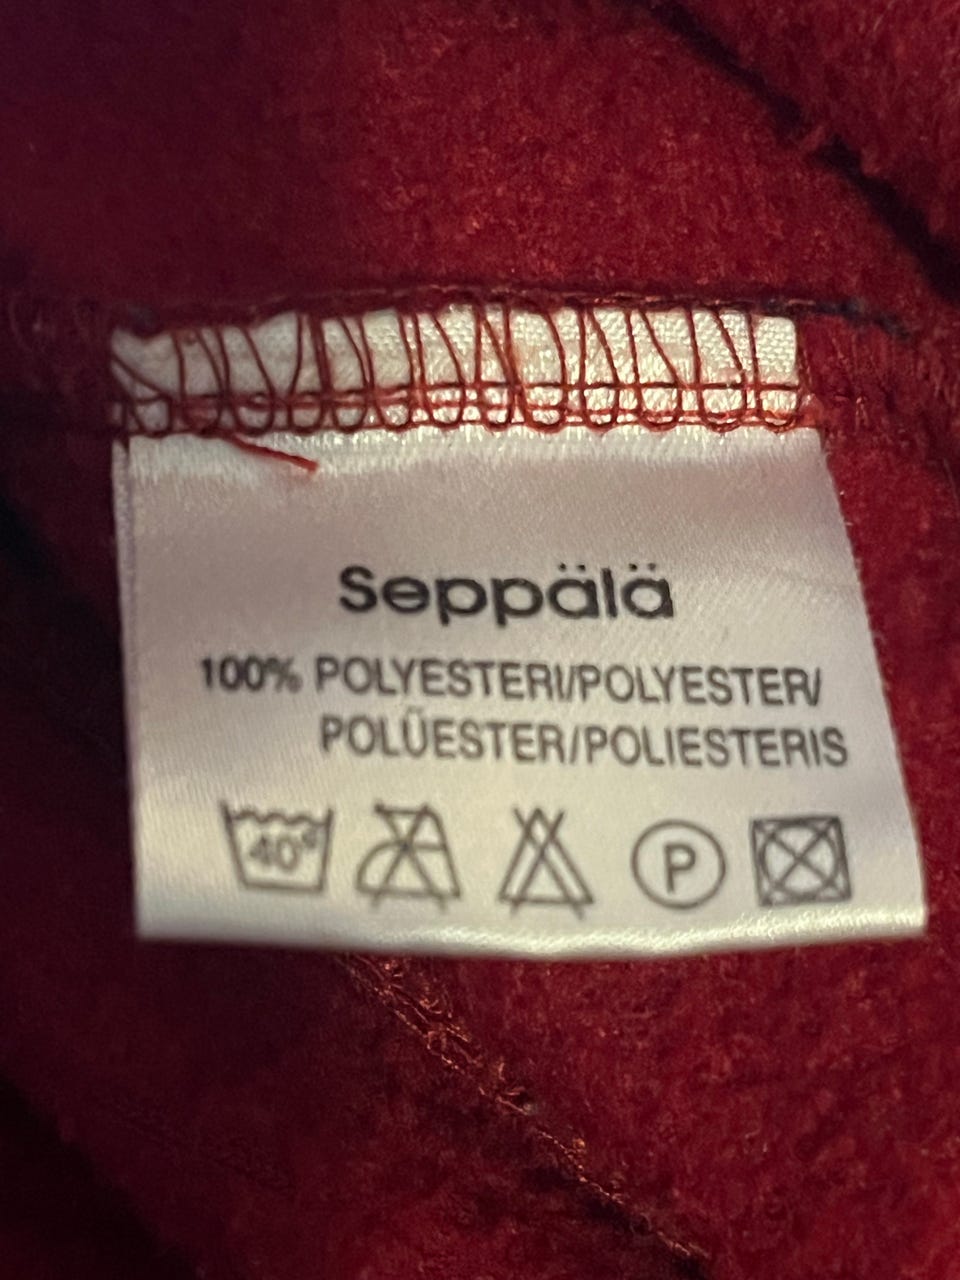 Seppälä
100% POLYESTERI/POLYESTER/
POLÜESTER/POLIESTERIS
40° P